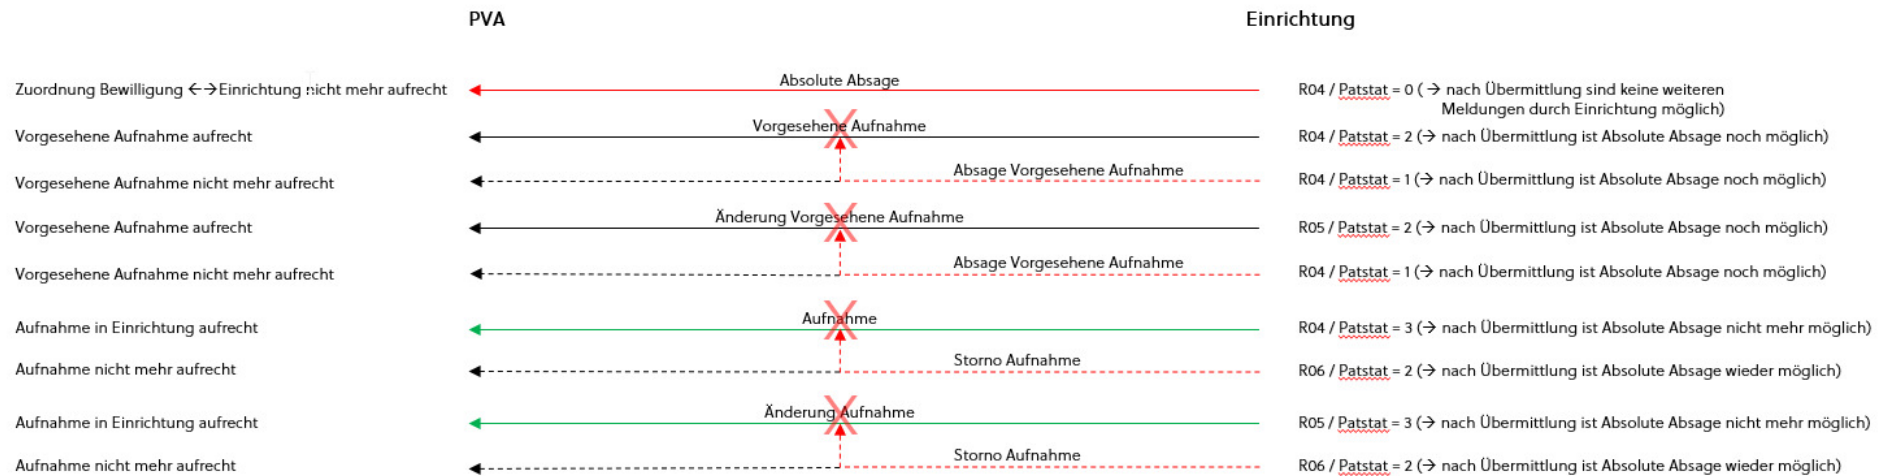 PVA Einrichtung
Zuordnung Bewilligung ←→Einrichtung nicht mehr aufrecht Absolute Absage R04 / Patstat = 0 ( → nach Übermittlung sind keine weiteren
Meldungen durch Einrichtung möglich)
Vorgesehene Aufnahme aufrecht Vorgesehene Aufnahme R04 / Patstat = 2 (→ nach Übermittlung ist Absolute Absage noch möglich)
Vorgesehene Aufnahme nicht mehr aufrecht Absage Vorgesehene Aufnahme R04 / Patstat = 1 (→ nach Übermittlung ist Absolute Absage noch möglich)
Vorgesehene Aufnahme aufrecht Änderung Vorgesehene Aufnahme R05 / Patstat = 2 (→ nach Übermittlung ist Absolute Absage noch möglich)
Vorgesehene Aufnahme nicht mehr aufrecht Absage Vorgesehene Aufnahme R04 / Patstat = 1 (→ nach Übermittlung ist Absolute Absage noch möglich)
Aufnahme in Einrichtung aufrecht Aufnahme R04 / Patstat = 3 (→ nach Übermittlung ist Absolute Absage nicht mehr möglich)
Aufnahme nicht mehr aufrecht Storno Aufnahme R06 / Patstat = 2 (→ nach Übermittlung ist Absolute Absage wieder möglich)
Aufnahme in Einrichtung aufrecht Änderung Aufnahme R05 / Patstat = 3 (→ nach Übermittlung ist Absolute Absage nicht mehr möglich)
Aufnahme nicht mehr aufrecht Storno Aufnahme R06 / Patstat = 2 (→ nach Übermittlung ist Absolute Absage wieder möglich)